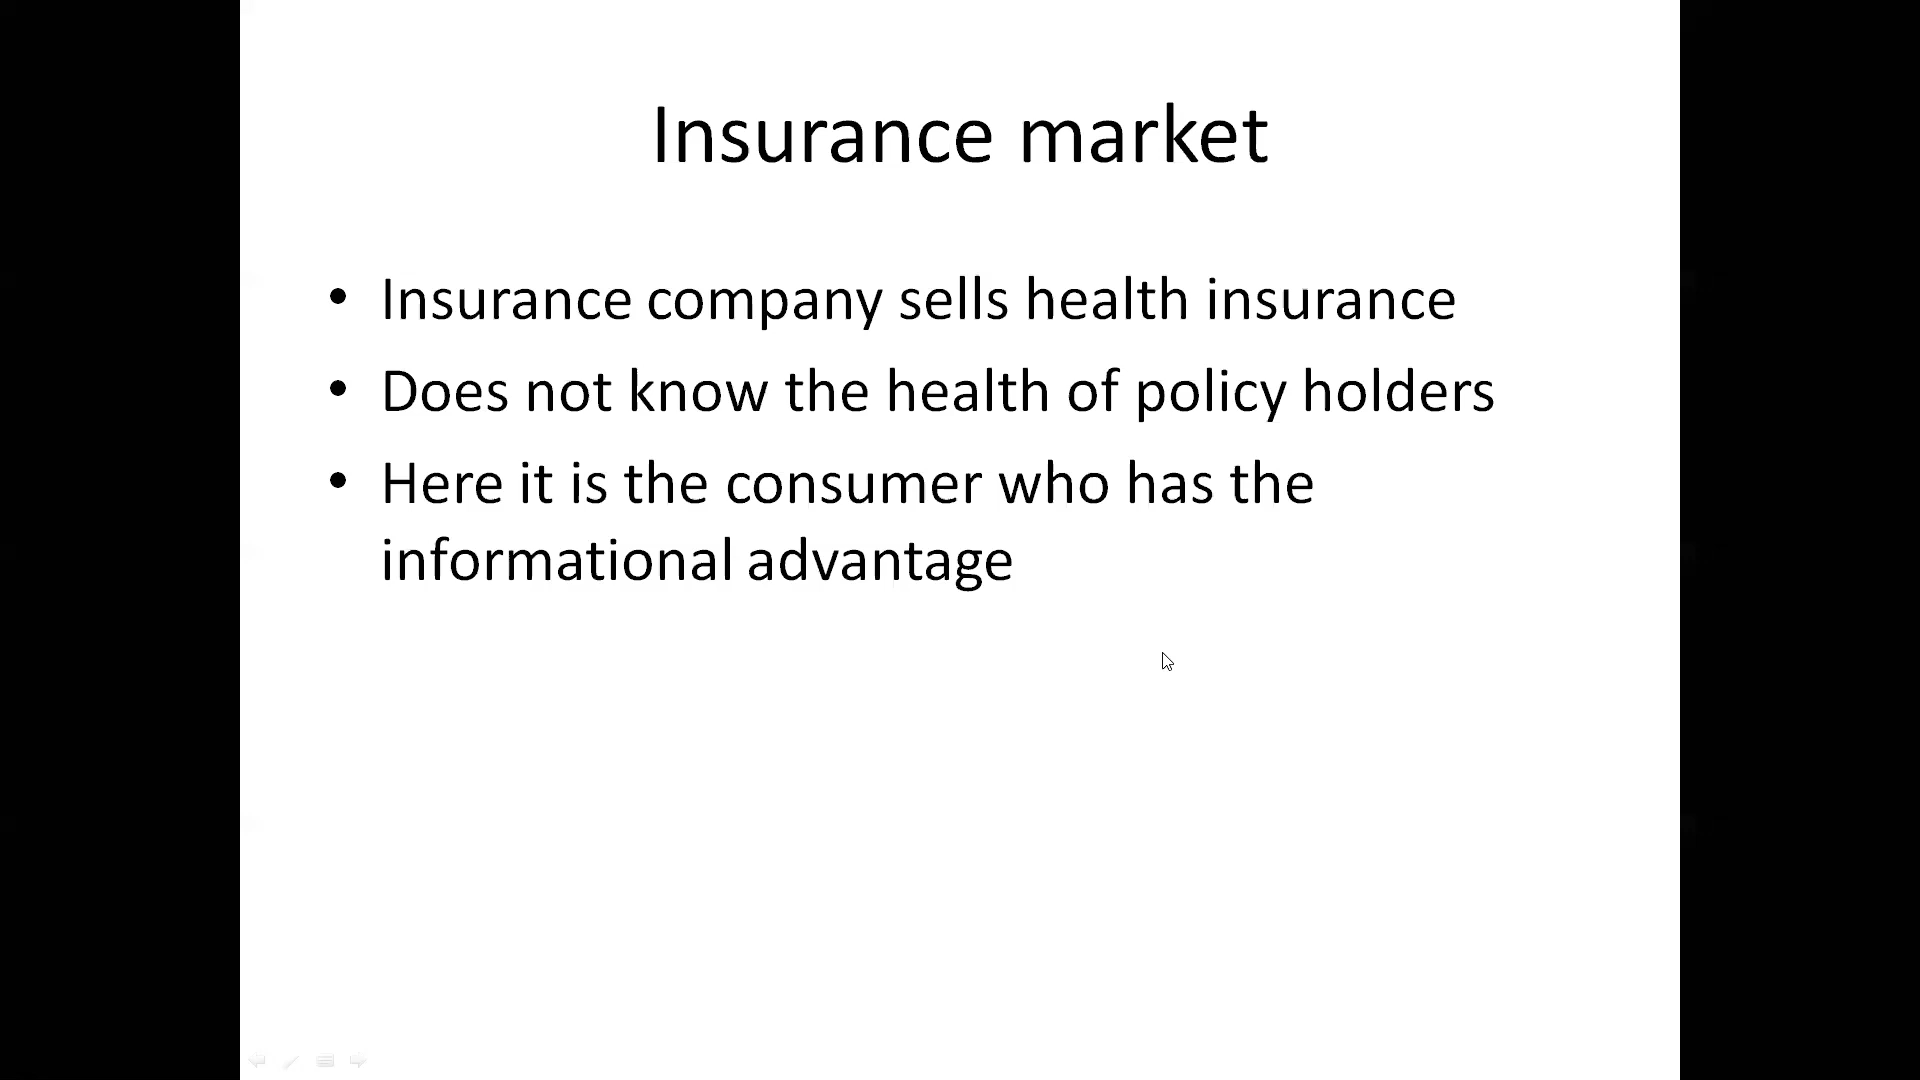 Insurance market
• Insurance company sells health insurance
• Does not know the health of policy holders
• Here it is the consumer who has the
informational advantage